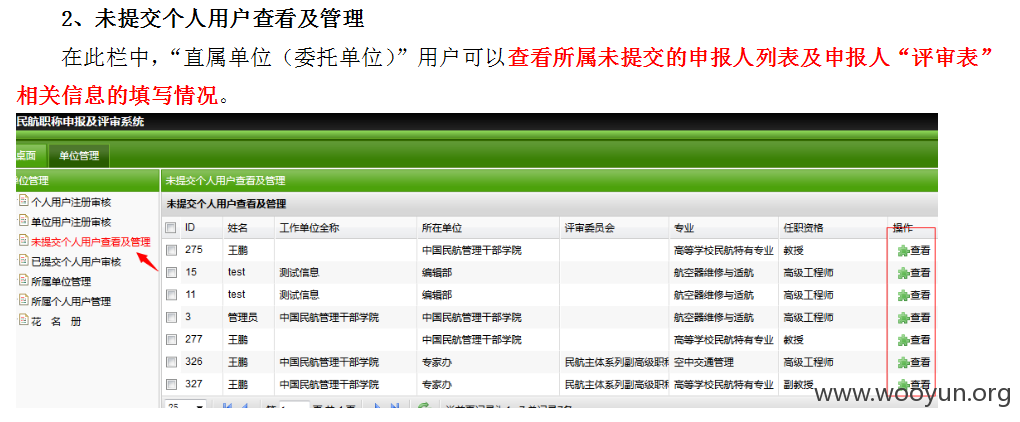 2、未提交个人用户查看及管理
在此栏中，“直属单位（委托单位）”用户可以查看所属未提交的申报人列表及申报人“评审表”
相关信息的填写情况。
民航职称申报及评审系统
桌面 单位管理
位管理 未提交个人用户查看及管理
个人用户注册审核 未提交个人用户查看及管理
单位用户注册审核 ID 姓名 工作单位全称 所在单位 评审委员会 专业 任职资格 操作
未提交个人用户查看及管理 275 王鹏 中国民航管理干部学院 高等学校民航特有专业 教授 查看
已提交个人用户审核 15 test 测试信息 编辑部 航空器维修与适航 高级工程师 查看
所属单位管理 11 test 测试信息 编辑部 航空器维修与适航 高级工程师 查看
所属个人用户管理 3 管理员 中国民航管理干部学院 中国民航管理干部学院 航空器维修与适航 高级工程师 查看
花 名 册 277 王鹏 中国民航管理干部学院 高等学校民航特有专业 教授 查看
326 王鹏 中国民航管理干部学院 专家办 民航主体系列副高级职称 空中交通管理 高级工程师 查看
327 王鹏 中国民航管理干部学院 专家办 民航主体系列副高级职称 高等学校民航特有专业 副教授 查看
25
www.wooyun.org